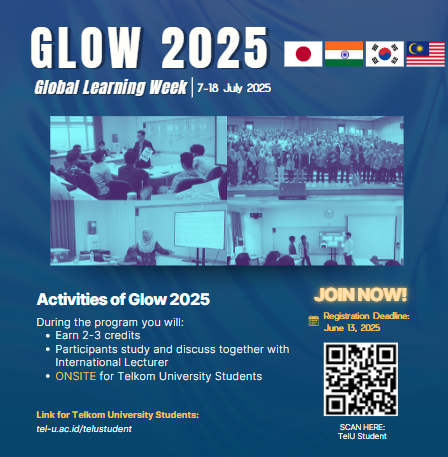 GLOW 2025
Global Learning Week | 7-18 July 2025
Activities of Glow 2025
During the program you will:
• Earn 2-3 credits
• Participants study and discuss together with
International Lecturer
• ONSITE for Telkom University Students
Link for Telkom University Students:
tel-u.ac.id/telustudent
JOIN NOW!
Registration Deadline:
June 13, 2025
SCAN HERE:
TelU Student